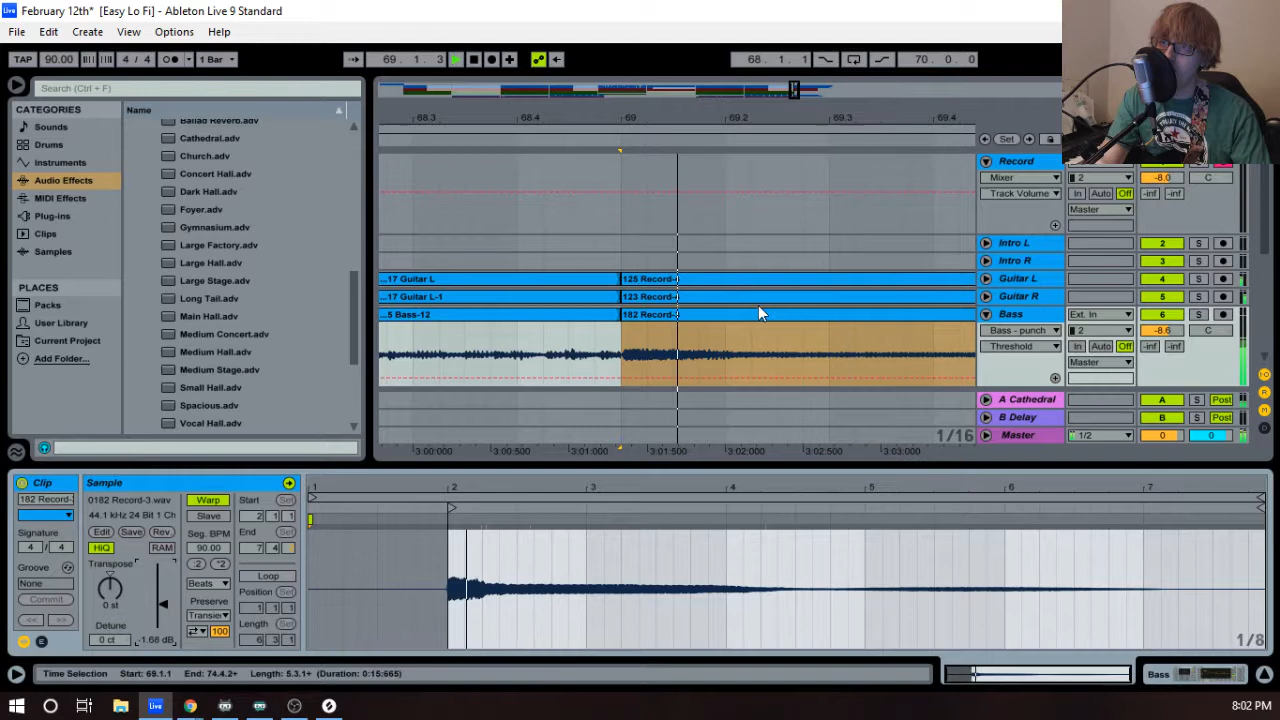 February 12th* [Easy Lo Fi] - Ableton Live 9 Standard
File Edit Create View Options Help
TAP 90.00 4 / 4 1 Bar 69. 1. 3 68. 1. 1 70. 0. 0
Search (Ctrl + F)
CATEGORIES
Sounds
Drums
Instruments
Audio Effects
MIDI Effects
Plug-ins
Clips
Samples
PLACES
Packs
User Library
Current Project
Add Folder...
Name
Ballad Reverb.adv
Cathedral.adv
Church.adv
Concert Hall.adv
Dark Hall.adv
Foyer.adv
Gymnasium.adv
Large Factory.adv
Large Hall.adv
Large Stage.adv
Long Tail.adv
Main Hall.adv
Medium Concert.adv
Medium Hall.adv
Medium Stage.adv
Small Hall.adv
Spacious.adv
Vocal Hall.adv
68.3 68.4 69 69.2 69.3 69.4
Set
Record
Mixer 2 -8.0 C
Track Volume In Auto Off -inf -inf
Master
Intro L 2 S
Intro R 3 S
...17 Guitar L 125 Record- Guitar L 4 S
...17 Guitar L-1 123 Record- Guitar R 5 S
...5 Bass-12 182 Record- Bass Ext. In 6 S
Bass - punch 2 -8.6 C
Threshold In Auto Off -inf -inf
Master
A Cathedral A S Post
B Delay B S Post
1/16 Master 1/2 0 0
3:00:000 3:00:500 3:01:000 3:01:500 3:02:000 3:02:500 3:03:000
Clip
182 Record-
Signature
4 / 4
Groove
None
Commit
<< >>
Sample
0182 Record-3.wav
44.1 kHz 24 Bit 1 Ch
Edit Save Rev.
HiQ RAM
Transpose
0 st
Detune
0 ct -1.68 dB
Warp
Slave
Seg. BPM
90.00
:2 *2
Beats
Preserve
Transier
100
Start Set
2 1 1
End Set
7 4
Loop
Position Set
1 1 1
Length Set
6 3 1
1 2 3 4 5 6 7
1/8
Time Selection Start: 69.1.1 End: 74.4.2+ Length: 5.3.1+ (Duration: 0:15:665)
Bass
Live
8:02 PM